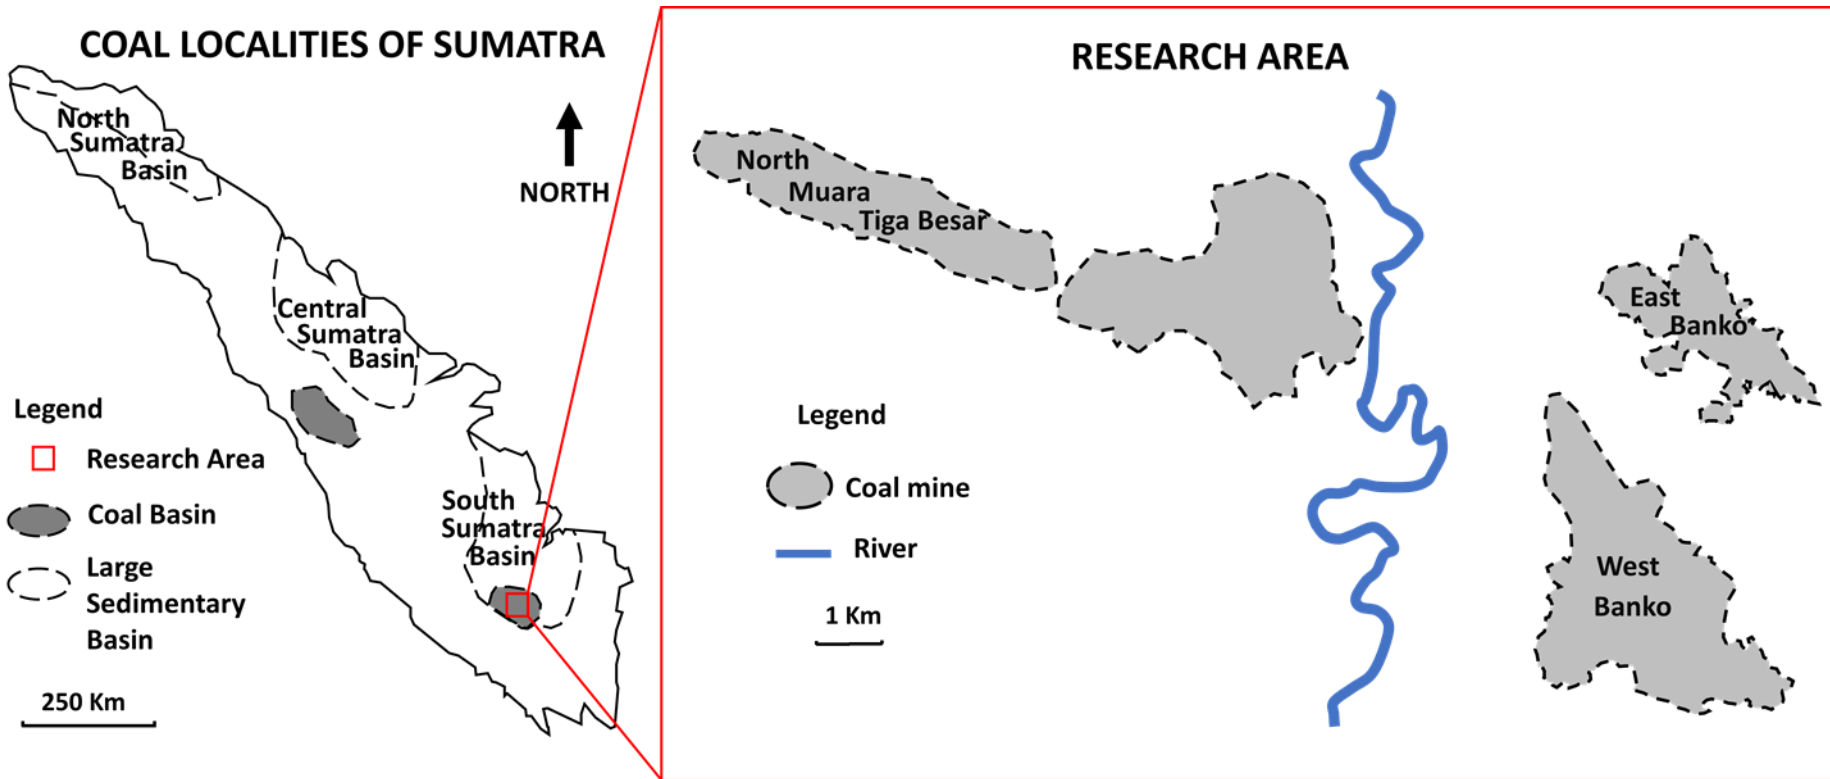 COAL LOCALITIES OF SUMATRA
North
Sumatra
Basin
NORTH
Central
Sumatra
Basin
South
Sumatra
Basin
Legend
Research Area
Coal Basin
Large
Sedimentary
Basin
250 Km
RESEARCH AREA
North
Muara
Tiga Besar
East
Banko
West
Banko
Legend
Coal mine
River
1 Km